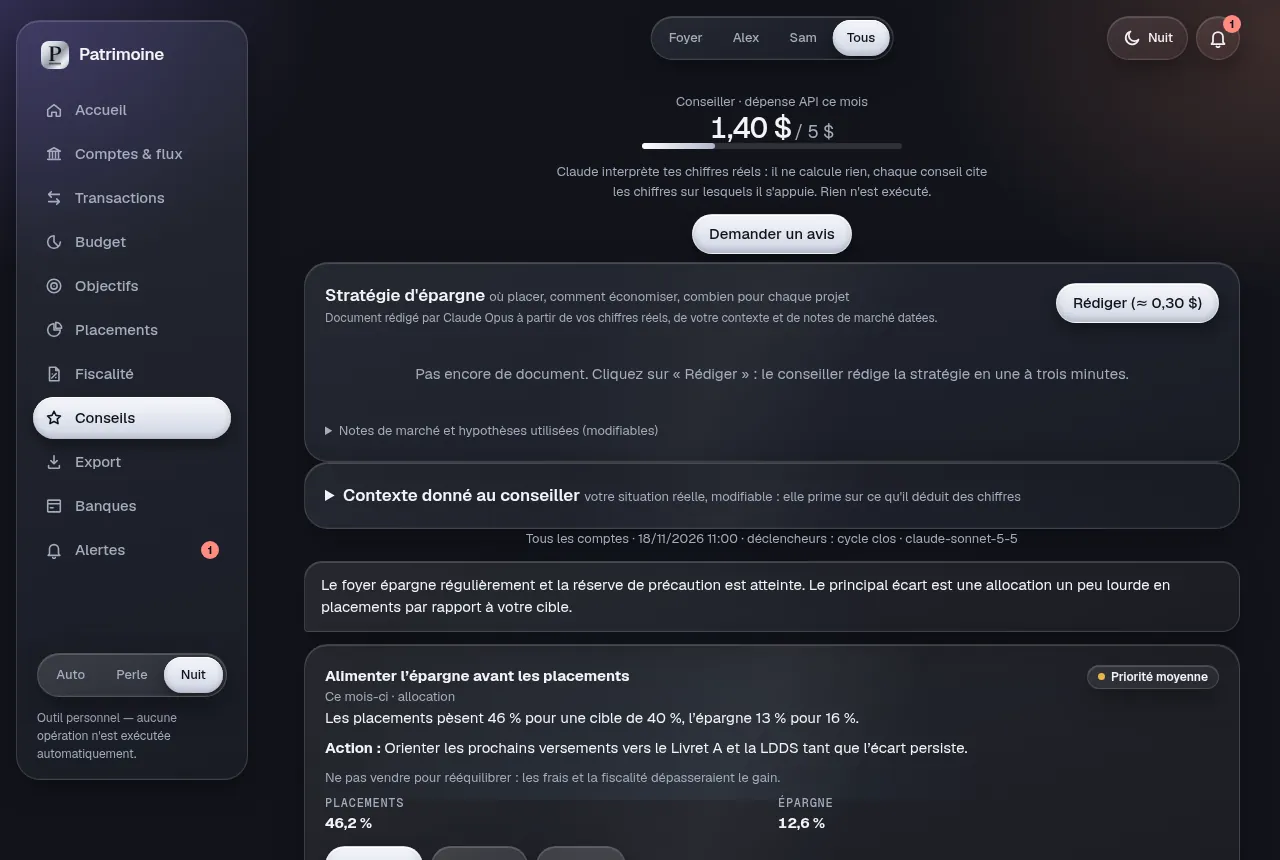 P Patrimoine
Accueil
Comptes & flux
Transactions
Budget
Objectifs
Placements
Fiscalité
Conseils
Export
Banques
Alertes 1
Auto Perle Nuit
Outil personnel — aucune
opération n'est exécutée
automatiquement.
Foyer Alex Sam Tous
Nuit 1
Conseiller · dépense API ce mois
1,40 $ / 5 $
Claude interprète tes chiffres réels : il ne calcule rien, chaque conseil cite
les chiffres sur lesquels il s'appuie. Rien n'est exécuté.
Demander un avis
Stratégie d'épargne où placer, comment économiser, combien pour chaque projet
Document rédigé par Claude Opus à partir de vos chiffres réels, de votre contexte et de notes de marché datées.
Rédiger (≈ 0,30 $)
Pas encore de document. Cliquez sur « Rédiger » : le conseiller rédige la stratégie en une à trois minutes.
Notes de marché et hypothèses utilisées (modifiables)
Contexte donné au conseiller votre situation réelle, modifiable : elle prime sur ce qu'il déduit des chiffres
Tous les comptes · 18/11/2026 11:00 · déclencheurs : cycle clos · claude-sonnet-5-5
Le foyer épargne régulièrement et la réserve de précaution est atteinte. Le principal écart est une allocation un peu lourde en
placements par rapport à votre cible.
Alimenter l’épargne avant les placements
Priorité moyenne
Ce mois-ci · allocation
Les placements pèsent 46 % pour une cible de 40 %, l’épargne 13 % pour 16 %.
Action : Orienter les prochains versements vers le Livret A et la LDDS tant que l’écart persiste.
Ne pas vendre pour rééquilibrer : les frais et la fiscalité dépasseraient le gain.
PLACEMENTS ÉPARGNE
46,2 % 12,6 %